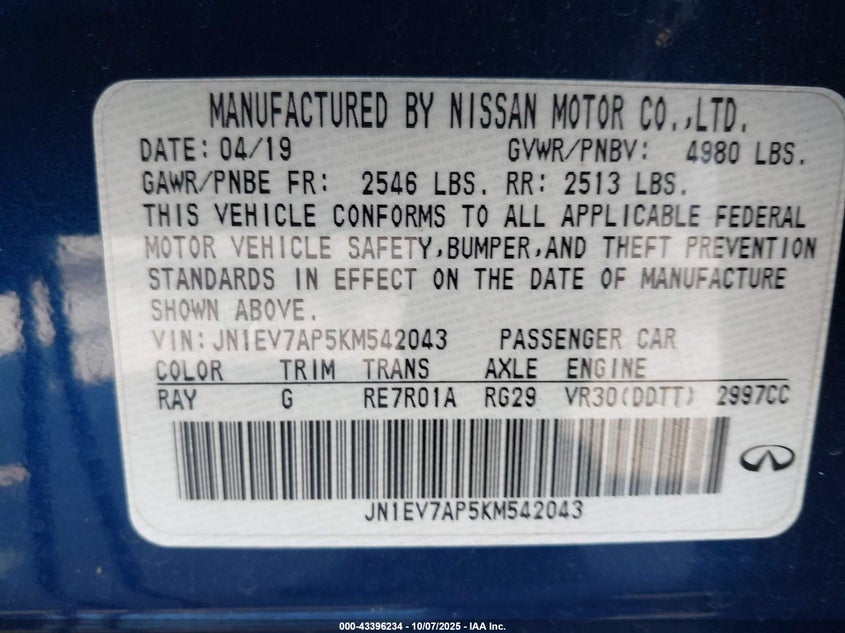 MANUFACTURED BY NISSAN MOTOR CO.,LTD.
DATE: 04/19 GVWR/PNBV: 4980 LBS.
GAWR/PNBE FR: 2546 LBS. RR: 2513 LBS.
THIS VEHICLE CONFORMS TO ALL APPLICABLE FEDERAL
MOTOR VEHICLE SAFETY,BUMPER,AND THEFT PREVENTION
STANDARDS IN EFFECT ON THE DATE OF MANUFACTURE
SHOWN ABOVE.
VIN:JN1EV7AP5KM542043 PASSENGER CAR
COLOR TRIM TRANS AXLE ENGINE
RAY G RE7R01A RG29 VR30(DDTT) 2997CC
JN1EV7AP5KM542043
000-43396234 - 10/07/2025 - IAA Inc.